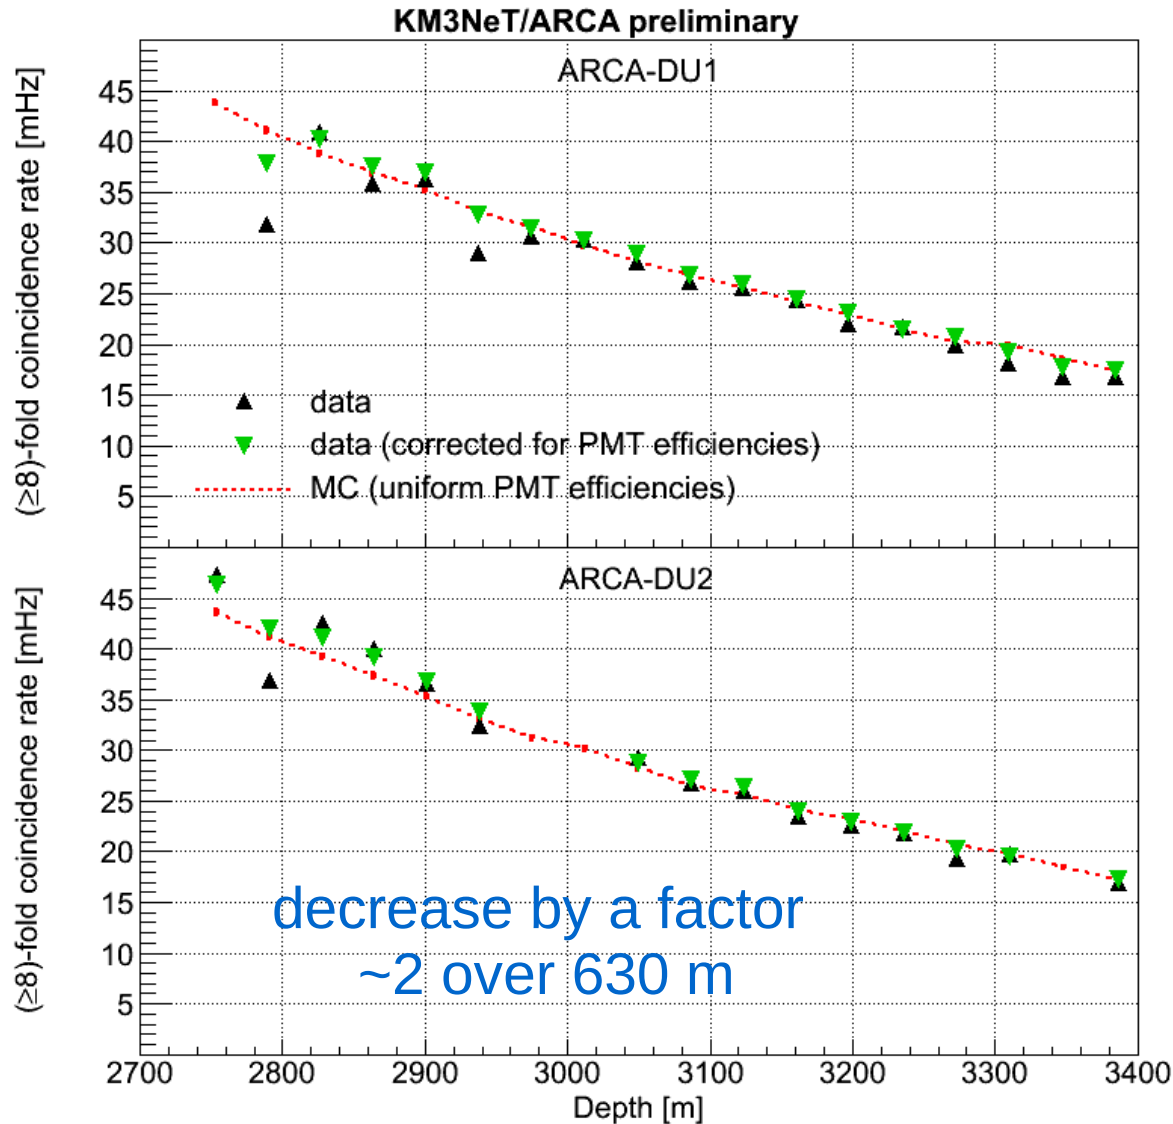 KM3NeT/ARCA preliminary
(≥8)-fold coincidence rate [mHz]
ARCA-DU1
45
40
35
30
25
20
15
10
5
data
data (corrected for PMT efficiencies)
MC (uniform PMT efficiencies)
(≥8)-fold coincidence rate [mHz]
ARCA-DU2
45
40
35
30
25
20
15
10
5
decrease by a factor
~2 over 630 m
2700 2800 2900 3000 3100 3200 3300 3400
Depth [m]